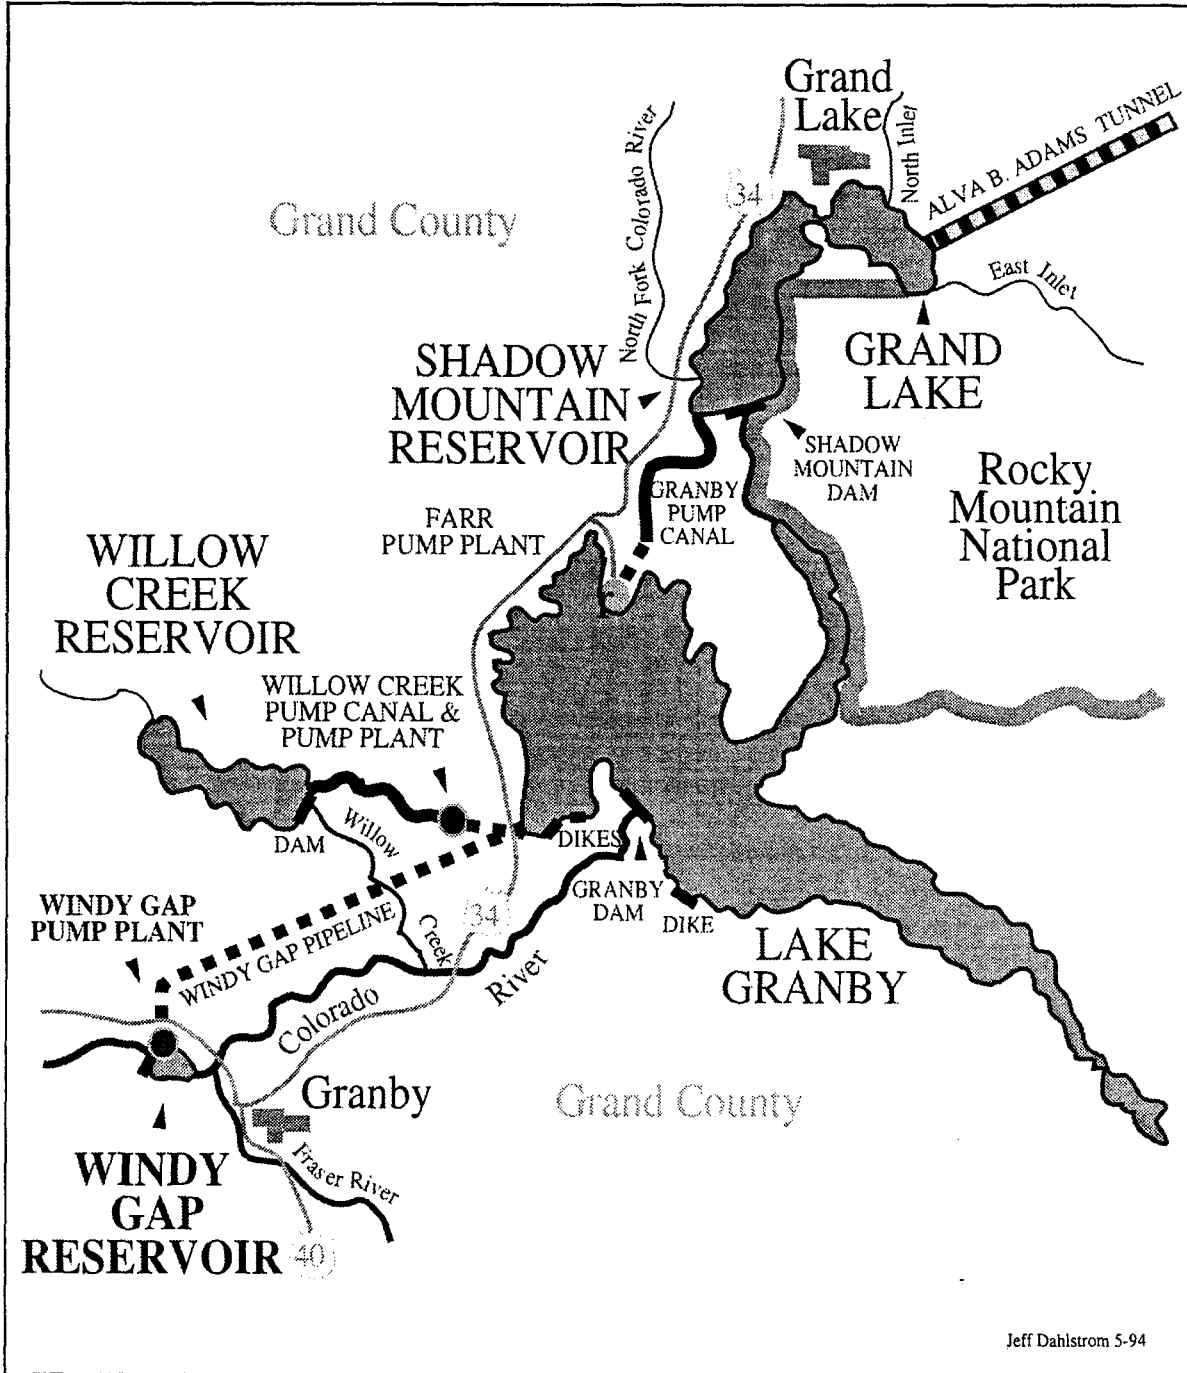 Grand
Lake
North Inlet
ALVA B. ADAMS TUNNEL
North Fork Colorado River
34
Grand County
East Inlet
SHADOW
MOUNTAIN
RESERVOIR
GRAND
LAKE
SHADOW
MOUNTAIN
DAM
Rocky
Mountain
National
Park
GRANBY
PUMP
CANAL
FARR
PUMP PLANT
WILLOW
CREEK
RESERVOIR
WILLOW CREEK
PUMP CANAL &
PUMP PLANT
DAM
Willow
Creek
DIKES
GRANBY
DAM
DIKE
WINDY GAP
PUMP PLANT
WINDY GAP PIPELINE
34
LAKE
GRANBY
Colorado
River
Granby
Grand County
Fraser River
WINDY
GAP
RESERVOIR
40
Jeff Dahlstrom 5-94